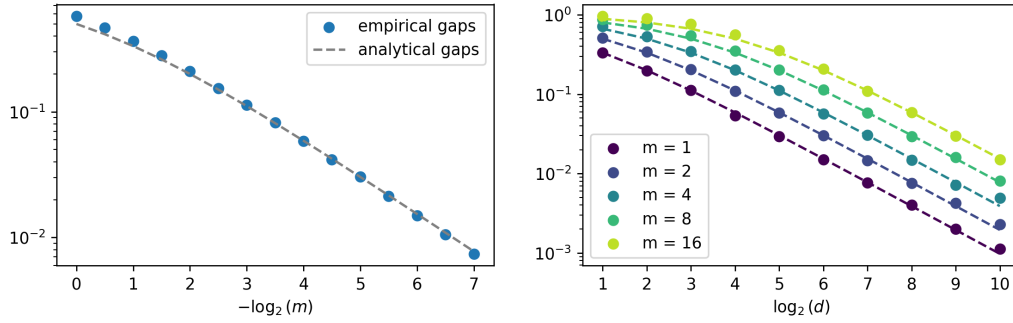 empirical gaps
analytical gaps
10⁻¹
10⁻²
0 1 2 3 4 5 6 7
−log₂(m)
10⁰
10⁻¹
10⁻²
10⁻³
m = 1
m = 2
m = 4
m = 8
m = 16
1 2 3 4 5 6 7 8 9 10
log₂(d)